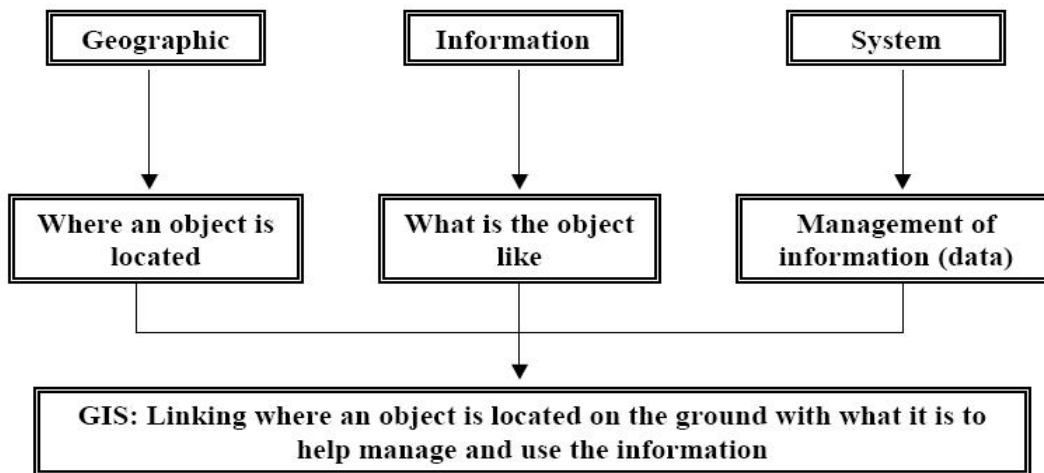 Geographic
Information
System
Where an object is
located
What is the object
like
Management of
information (data)
GIS: Linking where an object is located on the ground with what it is to
help manage and use the information